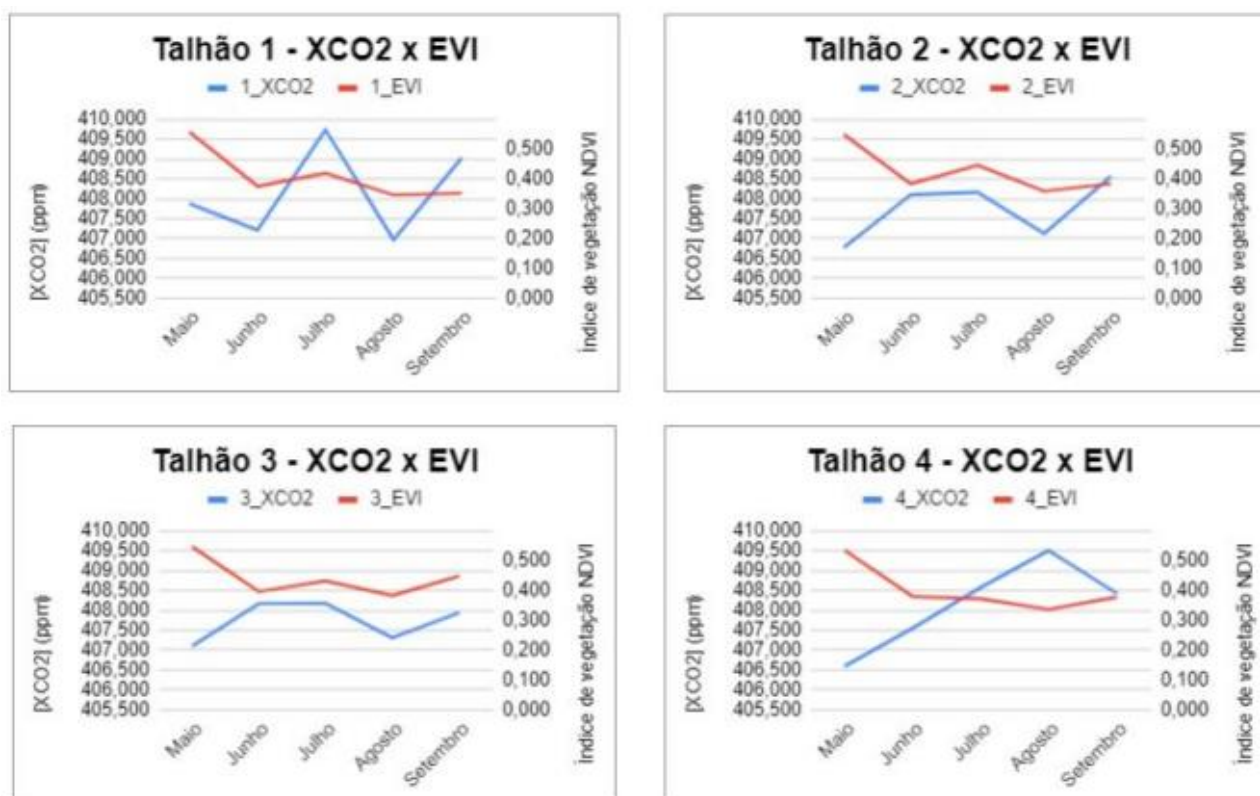 Talhão 1 - XCO2 x EVI
1_XCO2 1_EVI
[XCO2] (ppm)
410,000
409,500
409,000
408,500
408,000
407,500
407,000
406,500
406,000
405,500
0,500
0,400
0,300
0,200
0,100
0,000
Índice de vegetação NDVI
Maio
Junho
Julho
Agosto
Setembro
Talhão 2 - XCO2 x EVI
2_XCO2 2_EVI
[XCO2] (ppm)
410,000
409,500
409,000
408,500
408,000
407,500
407,000
406,500
406,000
405,500
0,500
0,400
0,300
0,200
0,100
0,000
Índice de vegetação NDVI
Maio
Junho
Julho
Agosto
Setembro
Talhão 3 - XCO2 x EVI
3_XCO2 3_EVI
[XCO2] (ppm)
410,000
409,500
409,000
408,500
408,000
407,500
407,000
406,500
406,000
405,500
0,500
0,400
0,300
0,200
0,100
0,000
Índice de vegetação NDVI
Maio
Junho
Julho
Agosto
Setembro
Talhão 4 - XCO2 x EVI
4_XCO2 4_EVI
[XCO2] (ppm)
410,000
409,500
409,000
408,500
408,000
407,500
407,000
406,500
406,000
405,500
0,500
0,400
0,300
0,200
0,100
0,000
Índice de vegetação NDVI
Maio
Junho
Julho
Agosto
Setembro